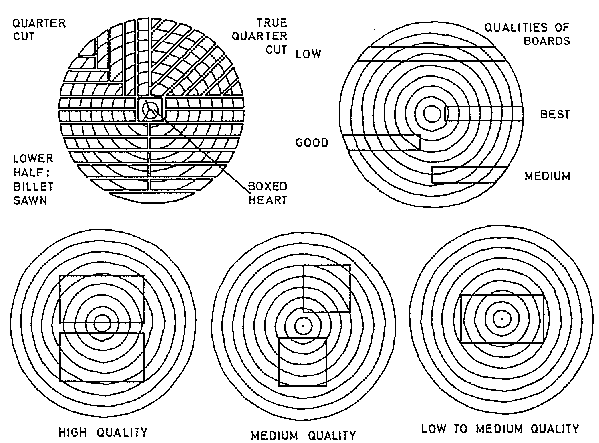 QUARTER
CUT
TRUE
QUARTER
CUT
LOWER
HALF:
BILLET
SAWN
BOXED
HEART
QUALITIES OF
BOARDS
LOW
BEST
GOOD
MEDIUM
HIGH QUALITY
MEDIUM QUALITY
LOW TO MEDIUM QUALITY